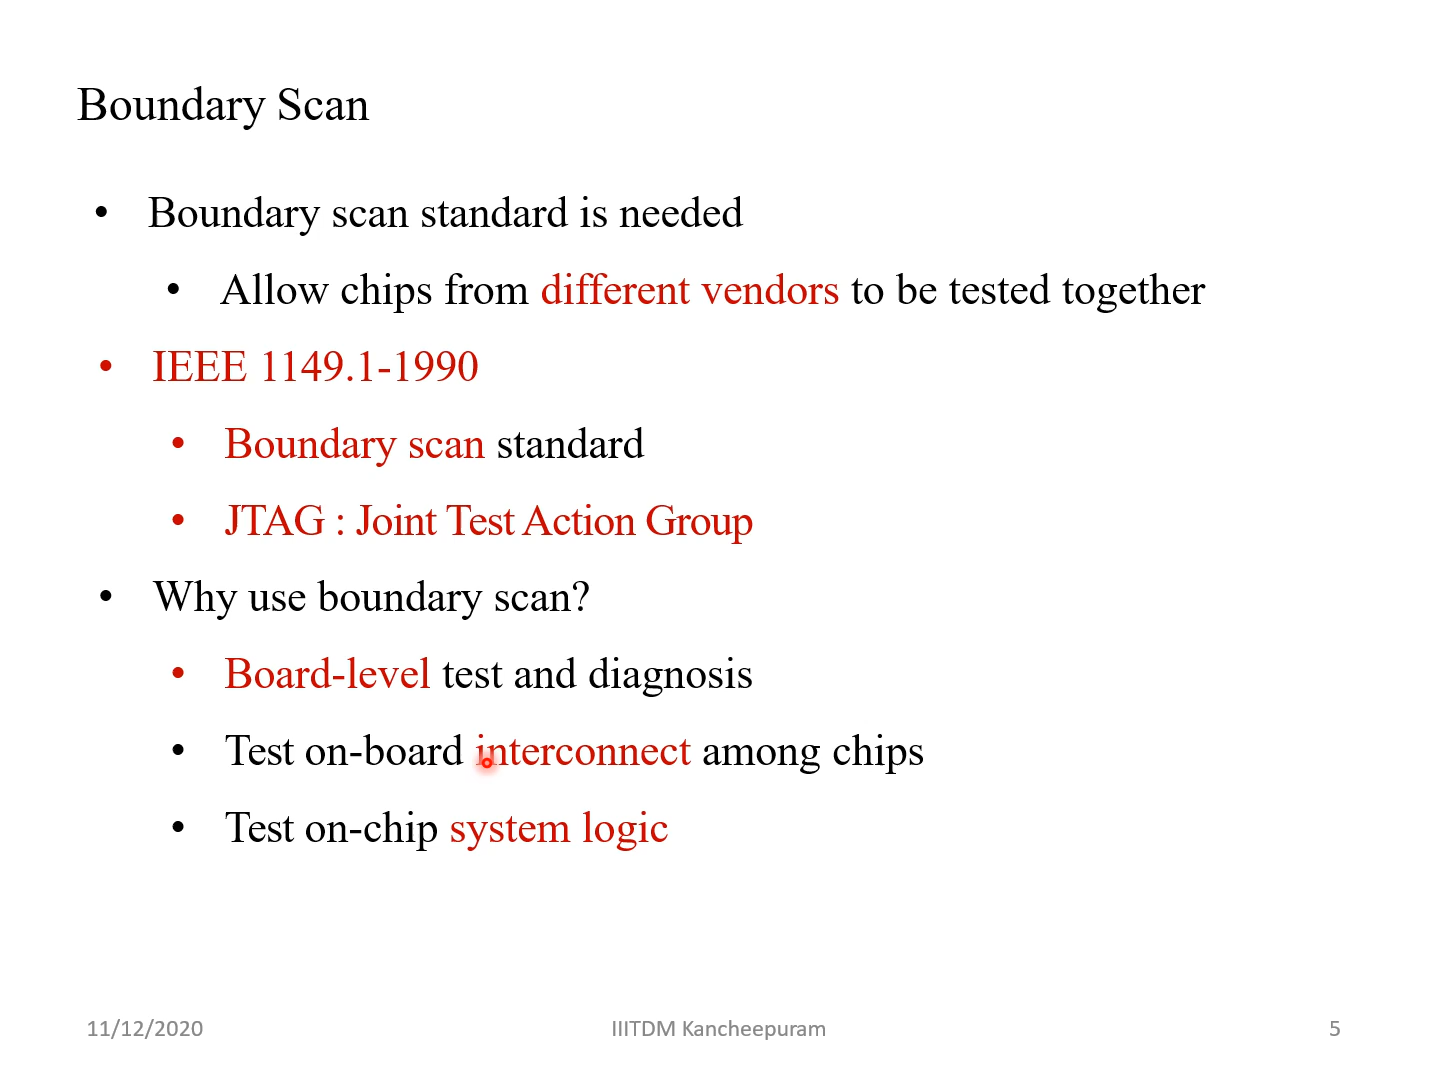 Boundary Scan
• Boundary scan standard is needed
• Allow chips from different vendors to be tested together
• IEEE 1149.1-1990
• Boundary scan standard
• JTAG : Joint Test Action Group
• Why use boundary scan?
• Board-level test and diagnosis
• Test on-board interconnect among chips
• Test on-chip system logic
11/12/2020 IIITDM Kancheepuram 5